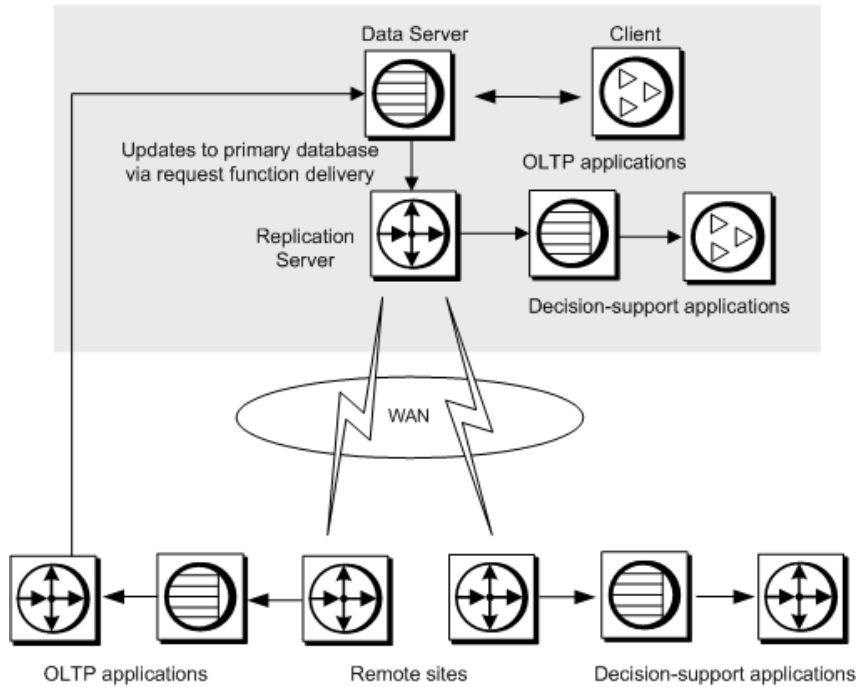 Data Server
Client
Updates to primary database
via request function delivery
OLTP applications
Replication
Server
Decision-support applications
WAN
OLTP applications
Remote sites
Decision-support applications